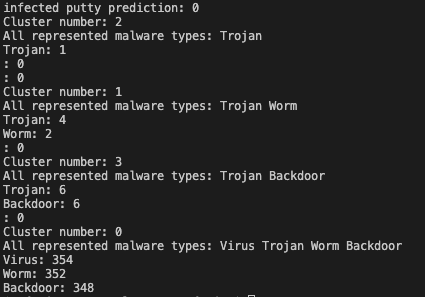 infected putty prediction: 0
Cluster number: 2
All represented malware types: Trojan
Trojan: 1
: 0
: 0
Cluster number: 1
All represented malware types: Trojan Worm
Trojan: 4
Worm: 2
: 0
Cluster number: 3
All represented malware types: Trojan Backdoor
Trojan: 6
Backdoor: 6
: 0
Cluster number: 0
All represented malware types: Virus Trojan Worm Backdoor
Virus: 354
Worm: 352
Backdoor: 348